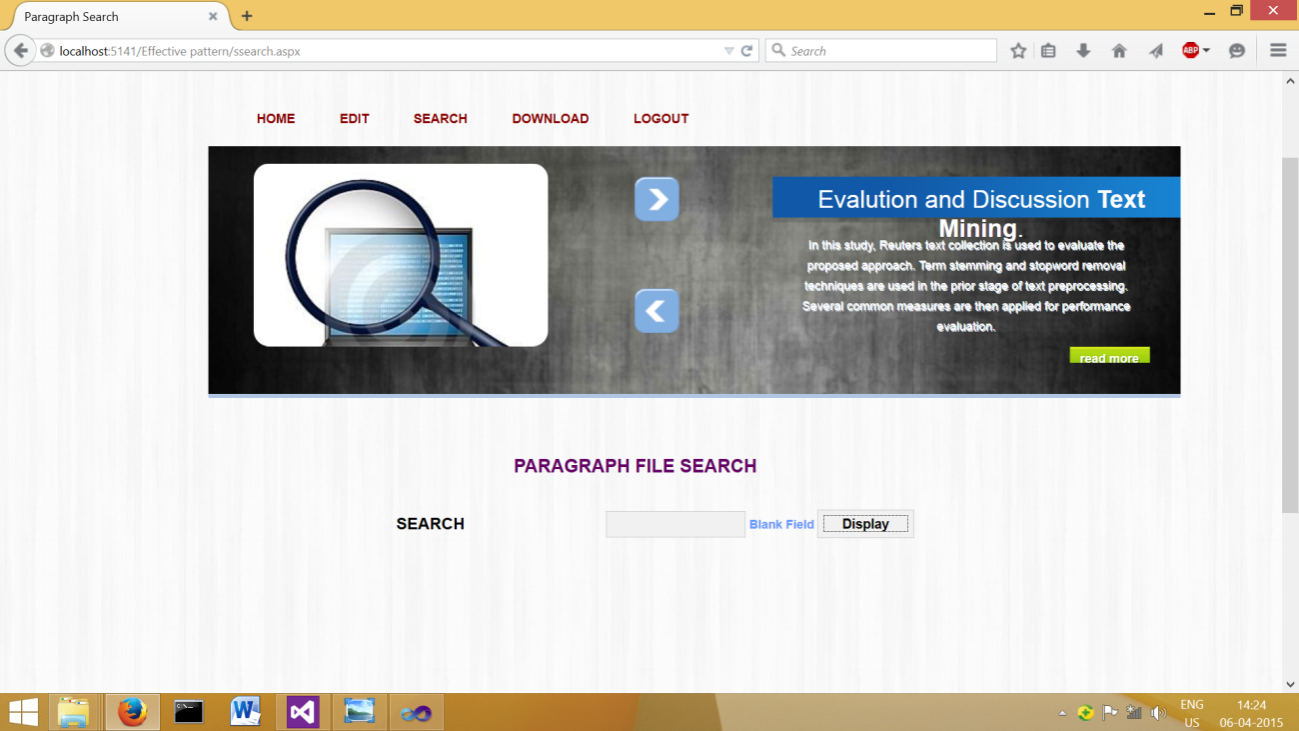 Paragraph Search
localhost:5141/Effective pattern/ssearch.aspx
Search
ABP
HOME EDIT SEARCH DOWNLOAD LOGOUT
Evalution and Discussion Text
Mining.
In this study, Reuters text collection is used to evaluate the
proposed approach. Term stemming and stopword removal
techniques are used in the prior stage of text preprocessing.
Several common measures are then applied for performance
evaluation.
read more
PARAGRAPH FILE SEARCH
SEARCH Blank Field Display
ENG 14:24
US 06-04-2015